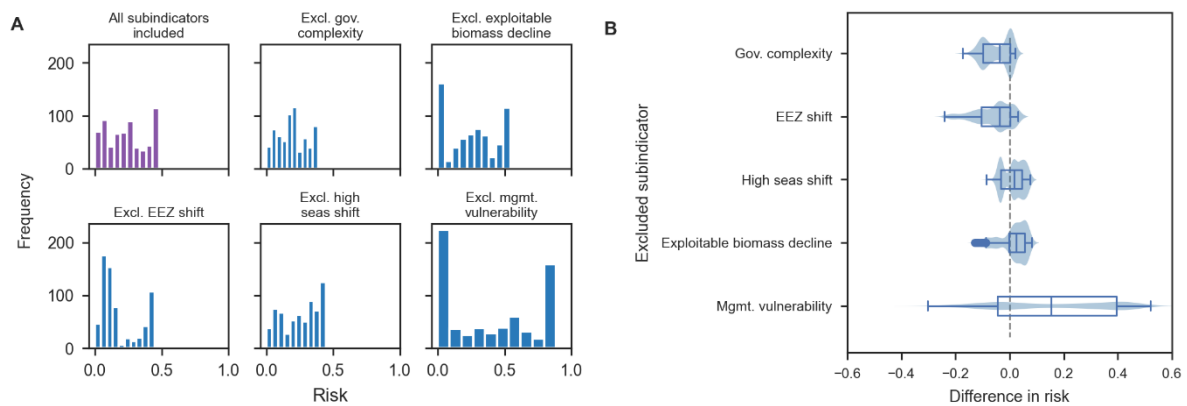 A
All subindicators
included
Excl. gov.
complexity
Excl. exploitable
biomass decline
200
100
0
Excl. EEZ shift
Excl. high
seas shift
Excl. mgmt.
vulnerability
200
100
0
0.0 0.5 1.0
0.0 0.5 1.0
0.0 0.5 1.0
Frequency
Risk
B
Excluded subindicator
Gov. complexity
EEZ shift
High seas shift
Exploitable biomass decline
Mgmt. vulnerability
−0.6 −0.4 −0.2 0.0 0.2 0.4 0.6
Difference in risk